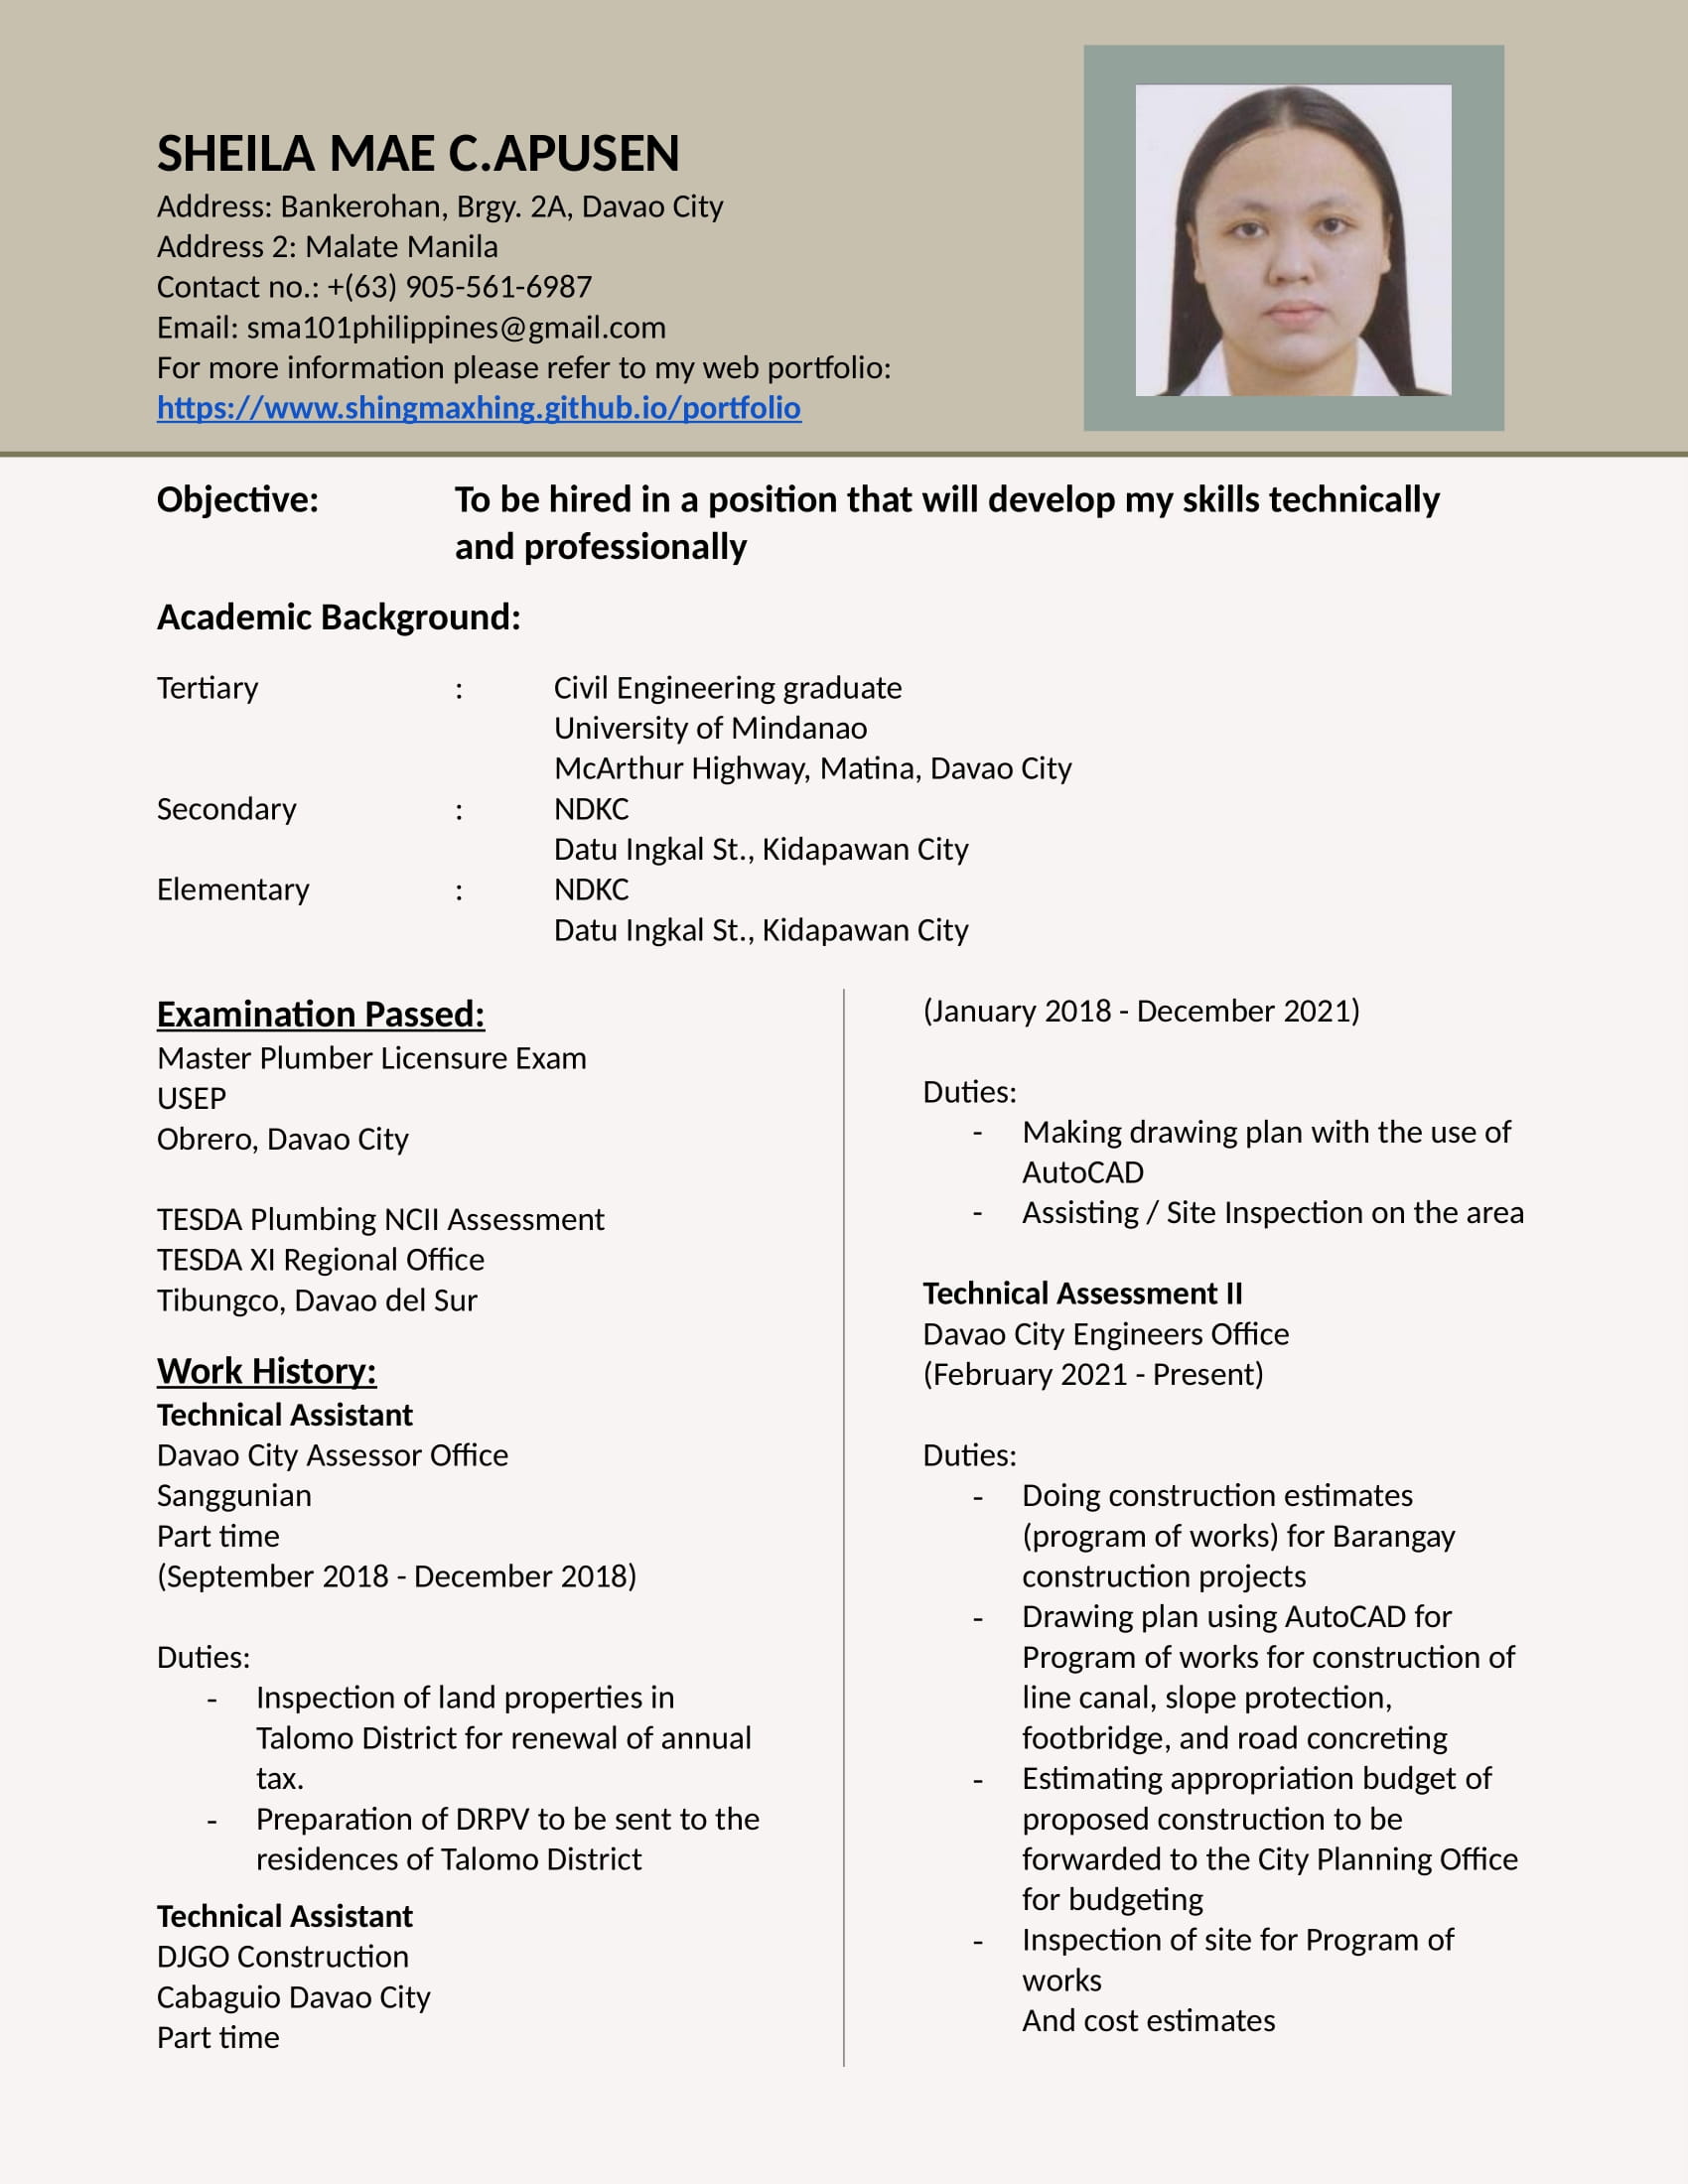 SHEILA MAE C.APUSEN
Address: Bankerohan, Brgy. 2A, Davao City
Address 2: Malate Manila
Contact no.: +(63) 905-561-6987
Email: sma101philippines@gmail.com
For more information please refer to my web portfolio:
https://www.shingmaxhing.github.io/portfolio
Objective: To be hired in a position that will develop my skills technically
and professionally
Academic Background:
Tertiary : Civil Engineering graduate
University of Mindanao
McArthur Highway, Matina, Davao City
Secondary : NDKC
Datu Ingkal St., Kidapawan City
Elementary : NDKC
Datu Ingkal St., Kidapawan City
Examination Passed:
Master Plumber Licensure Exam
USEP
Obrero, Davao City
TESDA Plumbing NCII Assessment
TESDA XI Regional Office
Tibungco, Davao del Sur
Work History:
Technical Assistant
Davao City Assessor Office
Sanggunian
Part time
(September 2018 - December 2018)
Duties:
- Inspection of land properties in
Talomo District for renewal of annual
tax.
- Preparation of DRPV to be sent to the
residences of Talomo District
Technical Assistant
DJGO Construction
Cabaguio Davao City
Part time
(January 2018 - December 2021)
Duties:
- Making drawing plan with the use of
AutoCAD
- Assisting / Site Inspection on the area
Technical Assessment II
Davao City Engineers Office
(February 2021 - Present)
Duties:
- Doing construction estimates
(program of works) for Barangay
construction projects
- Drawing plan using AutoCAD for
Program of works for construction of
line canal, slope protection,
footbridge, and road concreting
- Estimating appropriation budget of
proposed construction to be
forwarded to the City Planning Office
for budgeting
- Inspection of site for Program of
works
And cost estimates